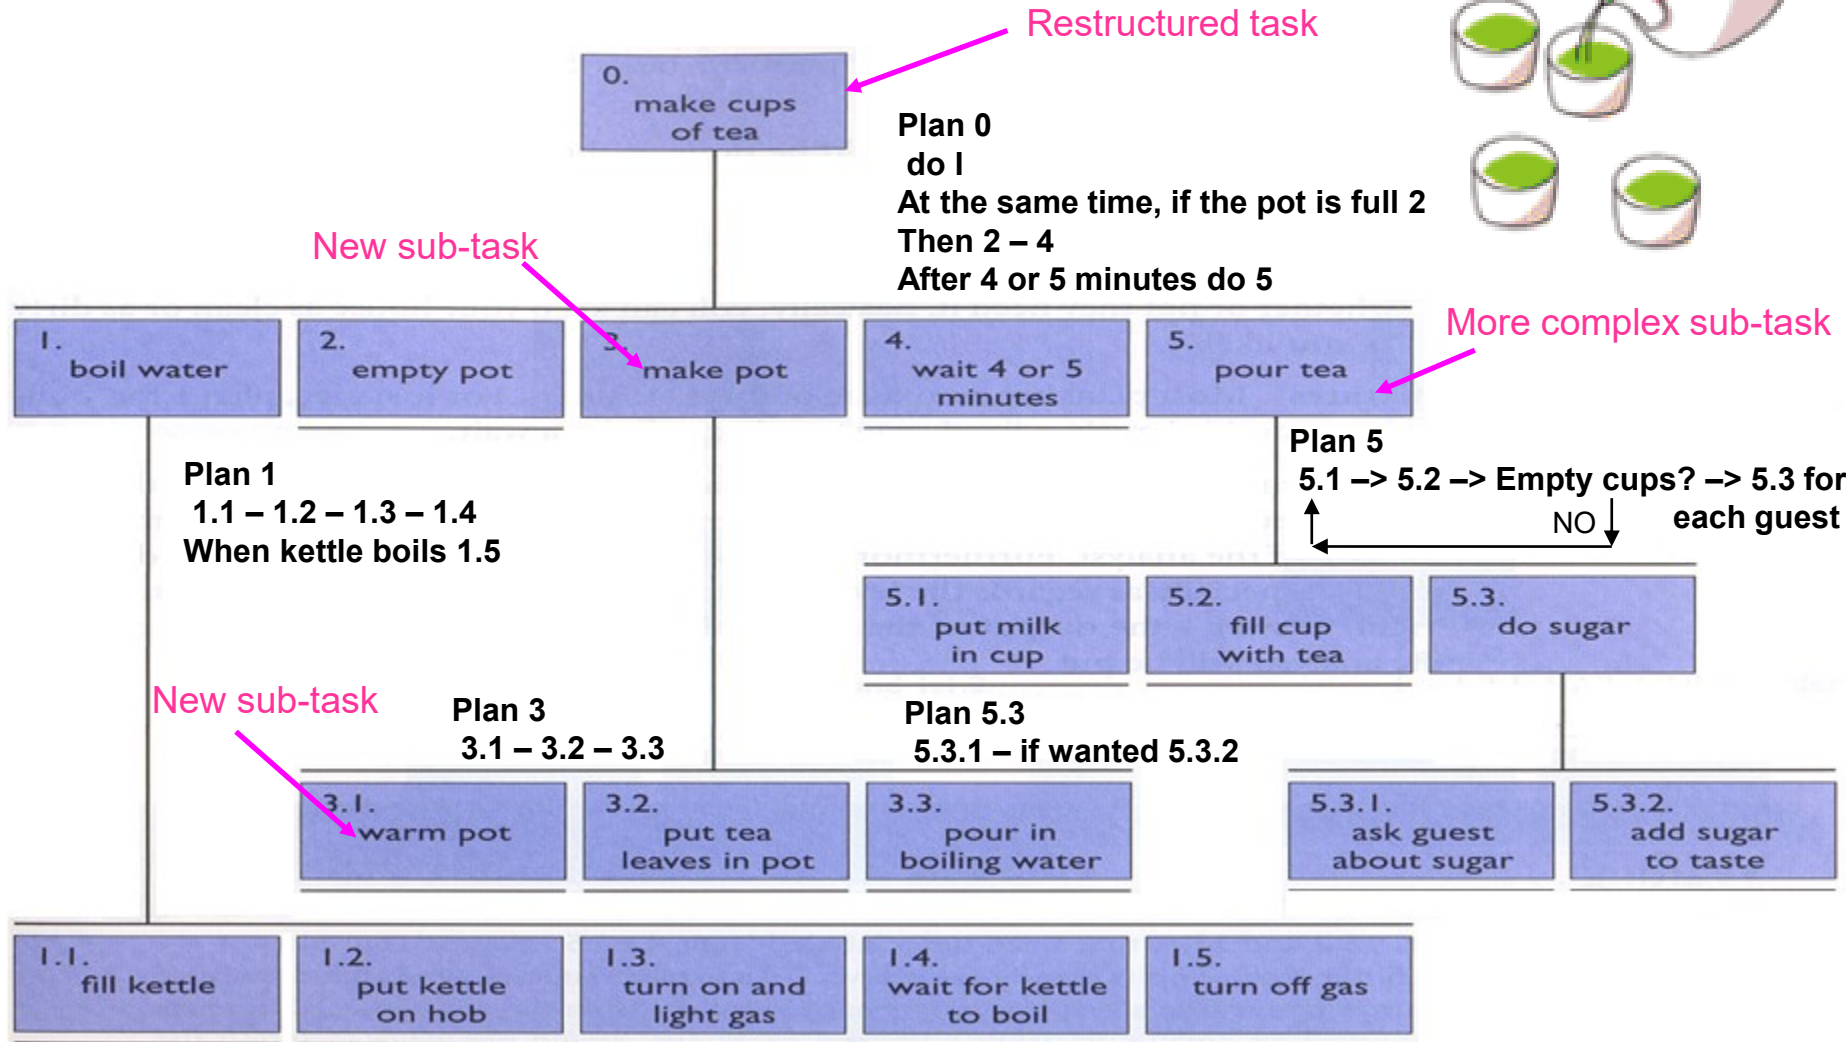 Restructured task
0.
make cups
of tea
Plan 0
do I
At the same time, if the pot is full 2
Then 2 – 4
After 4 or 5 minutes do 5
New sub-task
More complex sub-task
1.
boil water
2.
empty pot
3.
make pot
4.
wait 4 or 5
minutes
5.
pour tea
Plan 1
1.1 – 1.2 – 1.3 – 1.4
When kettle boils 1.5
Plan 5
5.1 –> 5.2 –> Empty cups? –> 5.3 for
each guest
NO
5.1.
put milk
in cup
5.2.
fill cup
with tea
5.3.
do sugar
New sub-task
Plan 3
3.1 – 3.2 – 3.3
Plan 5.3
5.3.1 – if wanted 5.3.2
3.1.
warm pot
3.2.
put tea
leaves in pot
3.3.
pour in
boiling water
5.3.1.
ask guest
about sugar
5.3.2.
add sugar
to taste
1.1.
fill kettle
1.2.
put kettle
on hob
1.3.
turn on and
light gas
1.4.
wait for kettle
to boil
1.5.
turn off gas